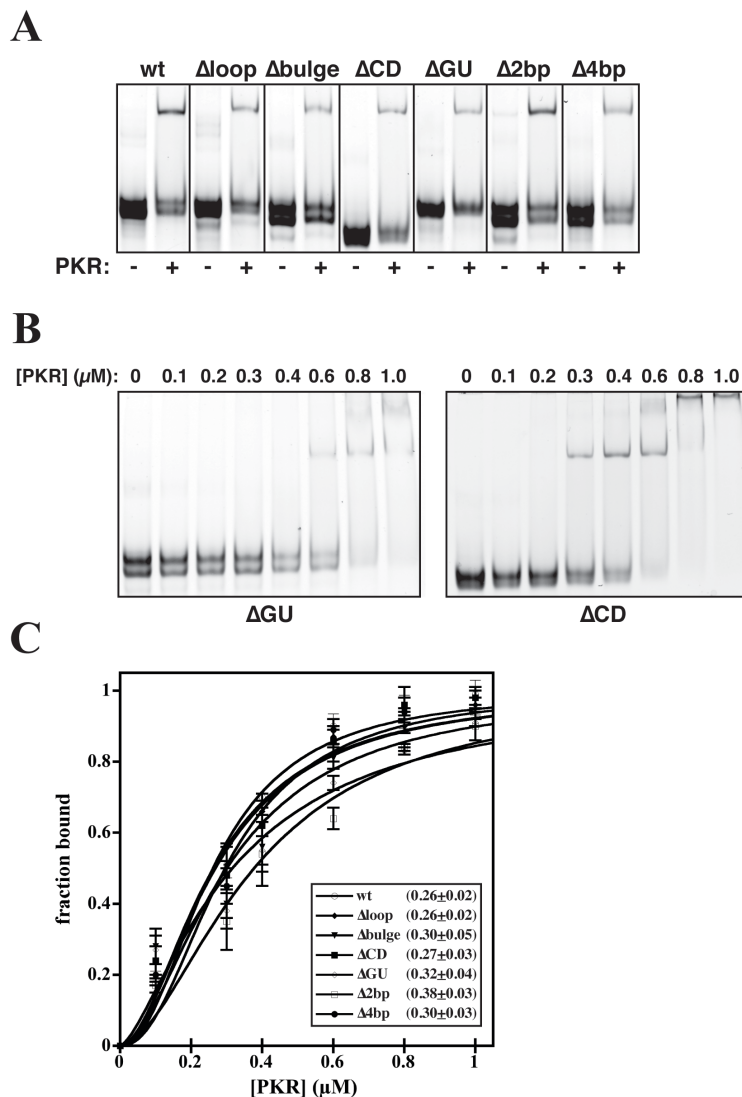 A
wt Δloop Δbulge ΔCD ΔGU Δ2bp Δ4bp
PKR: - + - + - + - + - + - + - +
B
[PKR] (µM): 0 0.1 0.2 0.3 0.4 0.6 0.8 1.0 0 0.1 0.2 0.3 0.4 0.6 0.8 1.0
ΔGU ΔCD
C
1
0.8
0.6
0.4
0.2
0
fraction bound
wt (0.26±0.02)
Δloop (0.26±0.02)
Δbulge (0.30±0.05)
ΔCD (0.27±0.03)
ΔGU (0.32±0.04)
Δ2bp (0.38±0.03)
Δ4bp (0.30±0.03)
0 0.2 0.4 0.6 0.8 1
[PKR] (µM)